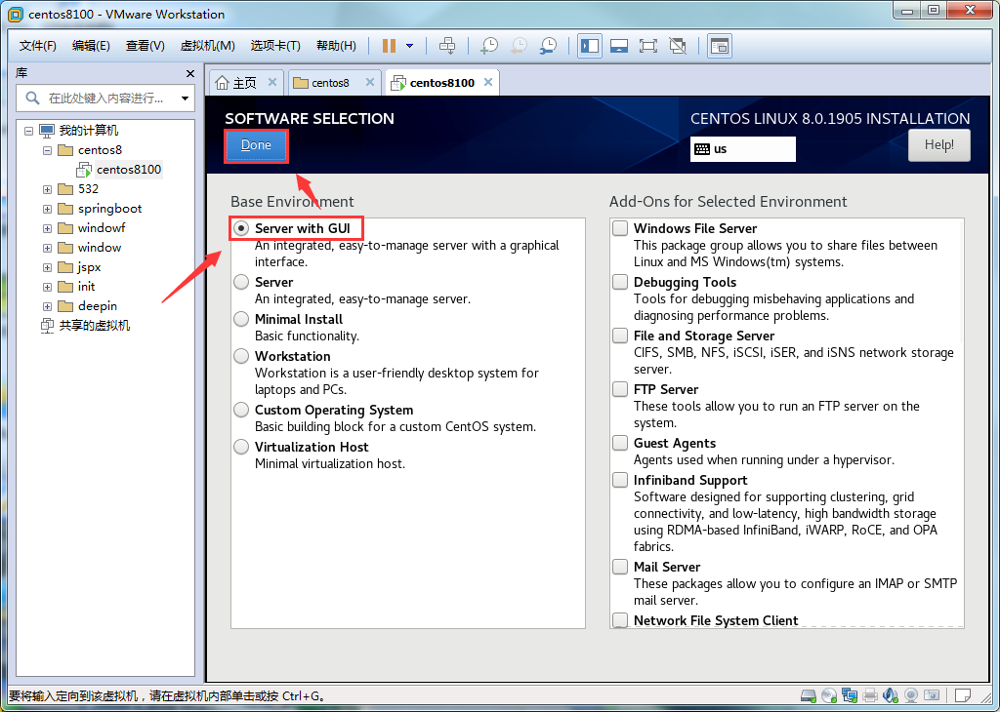 centos8100 - VMware Workstation
文件(F) 编辑(E) 查看(V) 虚拟机(M) 选项卡(T) 帮助(H)
库
在此处键入内容进行...
我的计算机
centos8
centos8100
532
springboot
windowf
window
jspx
init
deepin
共享的虚拟机
主页 centos8 centos8100
SOFTWARE SELECTION
Done
CENTOS LINUX 8.0.1905 INSTALLATION
us
Help!
Base Environment
Server with GUI
An integrated, easy-to-manage server with a graphical
interface.
Server
An integrated, easy-to-manage server.
Minimal Install
Basic functionality.
Workstation
Workstation is a user-friendly desktop system for
laptops and PCs.
Custom Operating System
Basic building block for a custom CentOS system.
Virtualization Host
Minimal virtualization host.
Add-Ons for Selected Environment
Windows File Server
This package group allows you to share files between
Linux and MS Windows(tm) systems.
Debugging Tools
Tools for debugging misbehaving applications and
diagnosing performance problems.
File and Storage Server
CIFS, SMB, NFS, iSCSI, iSER, and iSNS network storage
server.
FTP Server
These tools allow you to run an FTP server on the
system.
Guest Agents
Agents used when running under a hypervisor.
Infiniband Support
Software designed for supporting clustering, grid
connectivity, and low-latency, high bandwidth storage
using RDMA-based InfiniBand, iWARP, RoCE, and OPA
fabrics.
Mail Server
These packages allow you to configure an IMAP or SMTP
mail server.
Network File System Client
要将输入定向到该虚拟机，请在虚拟机内部单击或按 Ctrl+G。